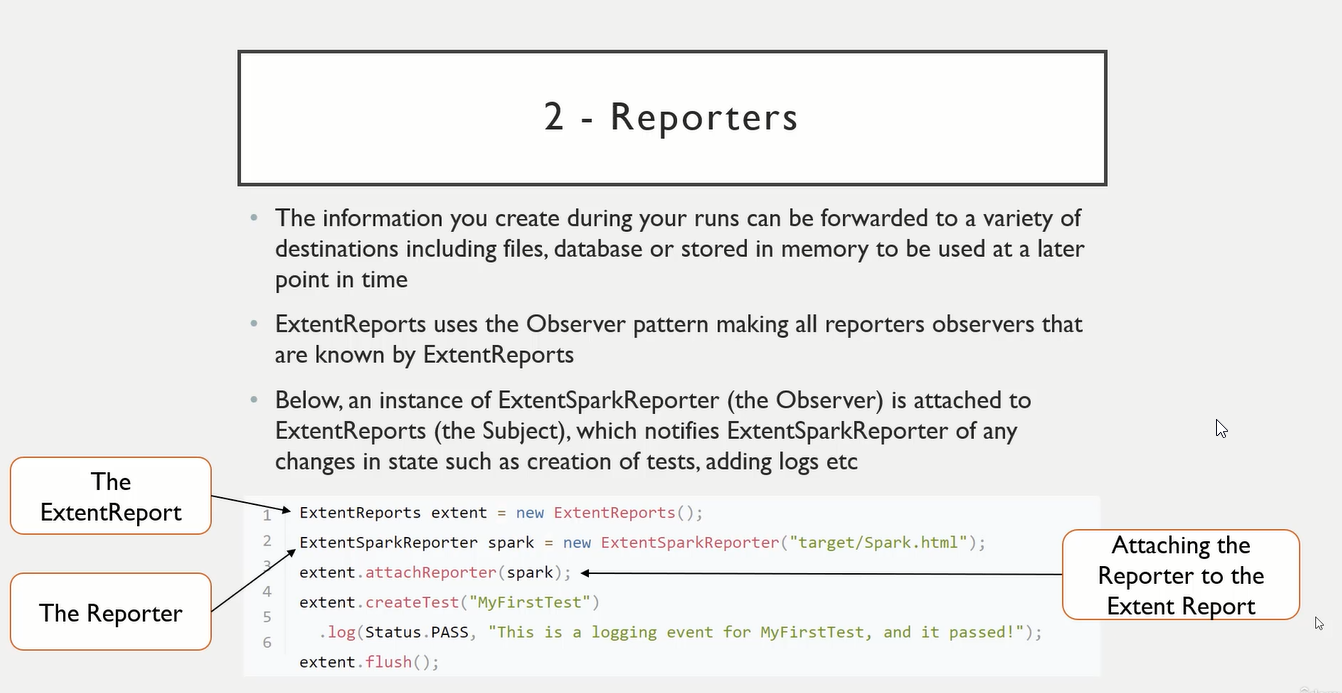 2 - Reporters
• The information you create during your runs can be forwarded to a variety of
destinations including files, database or stored in memory to be used at a later
point in time
• ExtentReports uses the Observer pattern making all reporters observers that
are known by ExtentReports
• Below, an instance of ExtentSparkReporter (the Observer) is attached to
ExtentReports (the Subject), which notifies ExtentSparkReporter of any
changes in state such as creation of tests, adding logs etc
The
ExtentReport
The Reporter
1 ExtentReports extent = new ExtentReports();
2 ExtentSparkReporter spark = new ExtentSparkReporter("target/Spark.html");
3 extent.attachReporter(spark);
4 extent.createTest("MyFirstTest")
5 .log(Status.PASS, "This is a logging event for MyFirstTest, and it passed!");
6 extent.flush();
Attaching the
Reporter to the
Extent Report